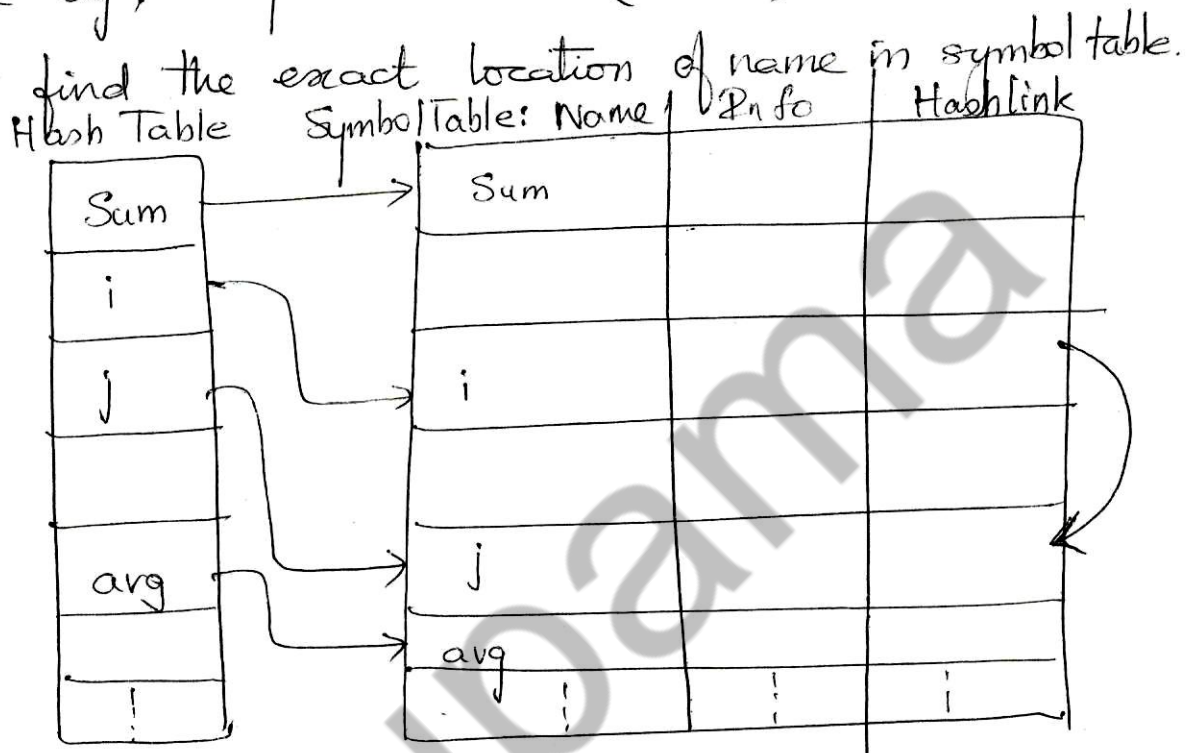 find the exact location of name in symbol table.
Hash Table Symbol Table: Name Info Hashlink
Sum Sum
i
i
j
j
avg
avg
bama